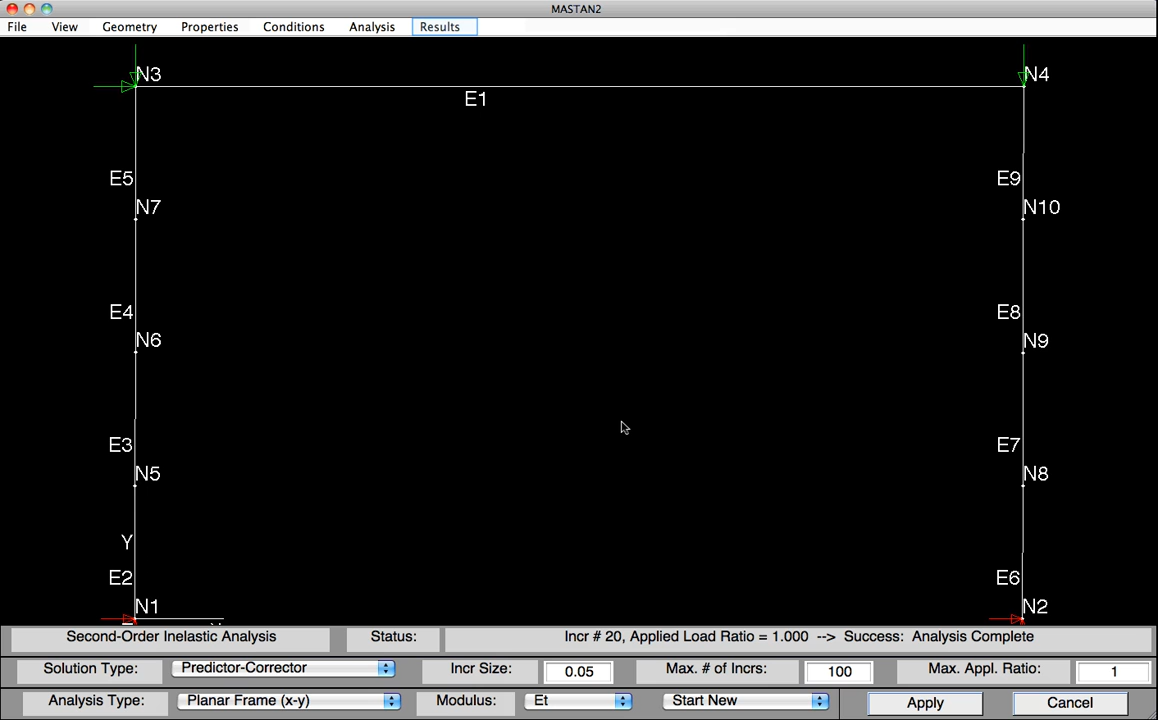 MASTAN2
File View Geometry Properties Conditions Analysis Results
N3 N4
E1
E5 E9
N7 N10
E4 E8
N6 N9
E3 E7
N5 N8
Y
E2 E6
N1 N2
Second-Order Inelastic Analysis Status: Incr # 20, Applied Load Ratio = 1.000 --> Success: Analysis Complete
Solution Type: Predictor-Corrector Incr Size: 0.05 Max. # of Incrs: 100 Max. Appl. Ratio: 1
Analysis Type: Planar Frame (x-y) Modulus: Et Start New Apply Cancel